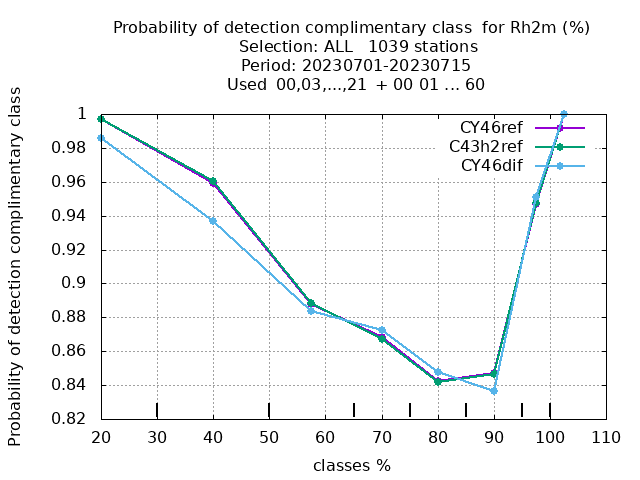 Probability of detection complimentary class  for Rh2m (%)
Selection: ALL   1039 stations
Period: 20230701-20230715
Used  00,03,...,21  + 00 01 ... 60
Probability of detection complimentary class
1
0.98
0.96
0.94
0.92
0.9
0.88
0.86
0.84
0.82
CY46ref
C43h2ref
CY46dif
20 30 40 50 60 70 80 90 100 110
classes %